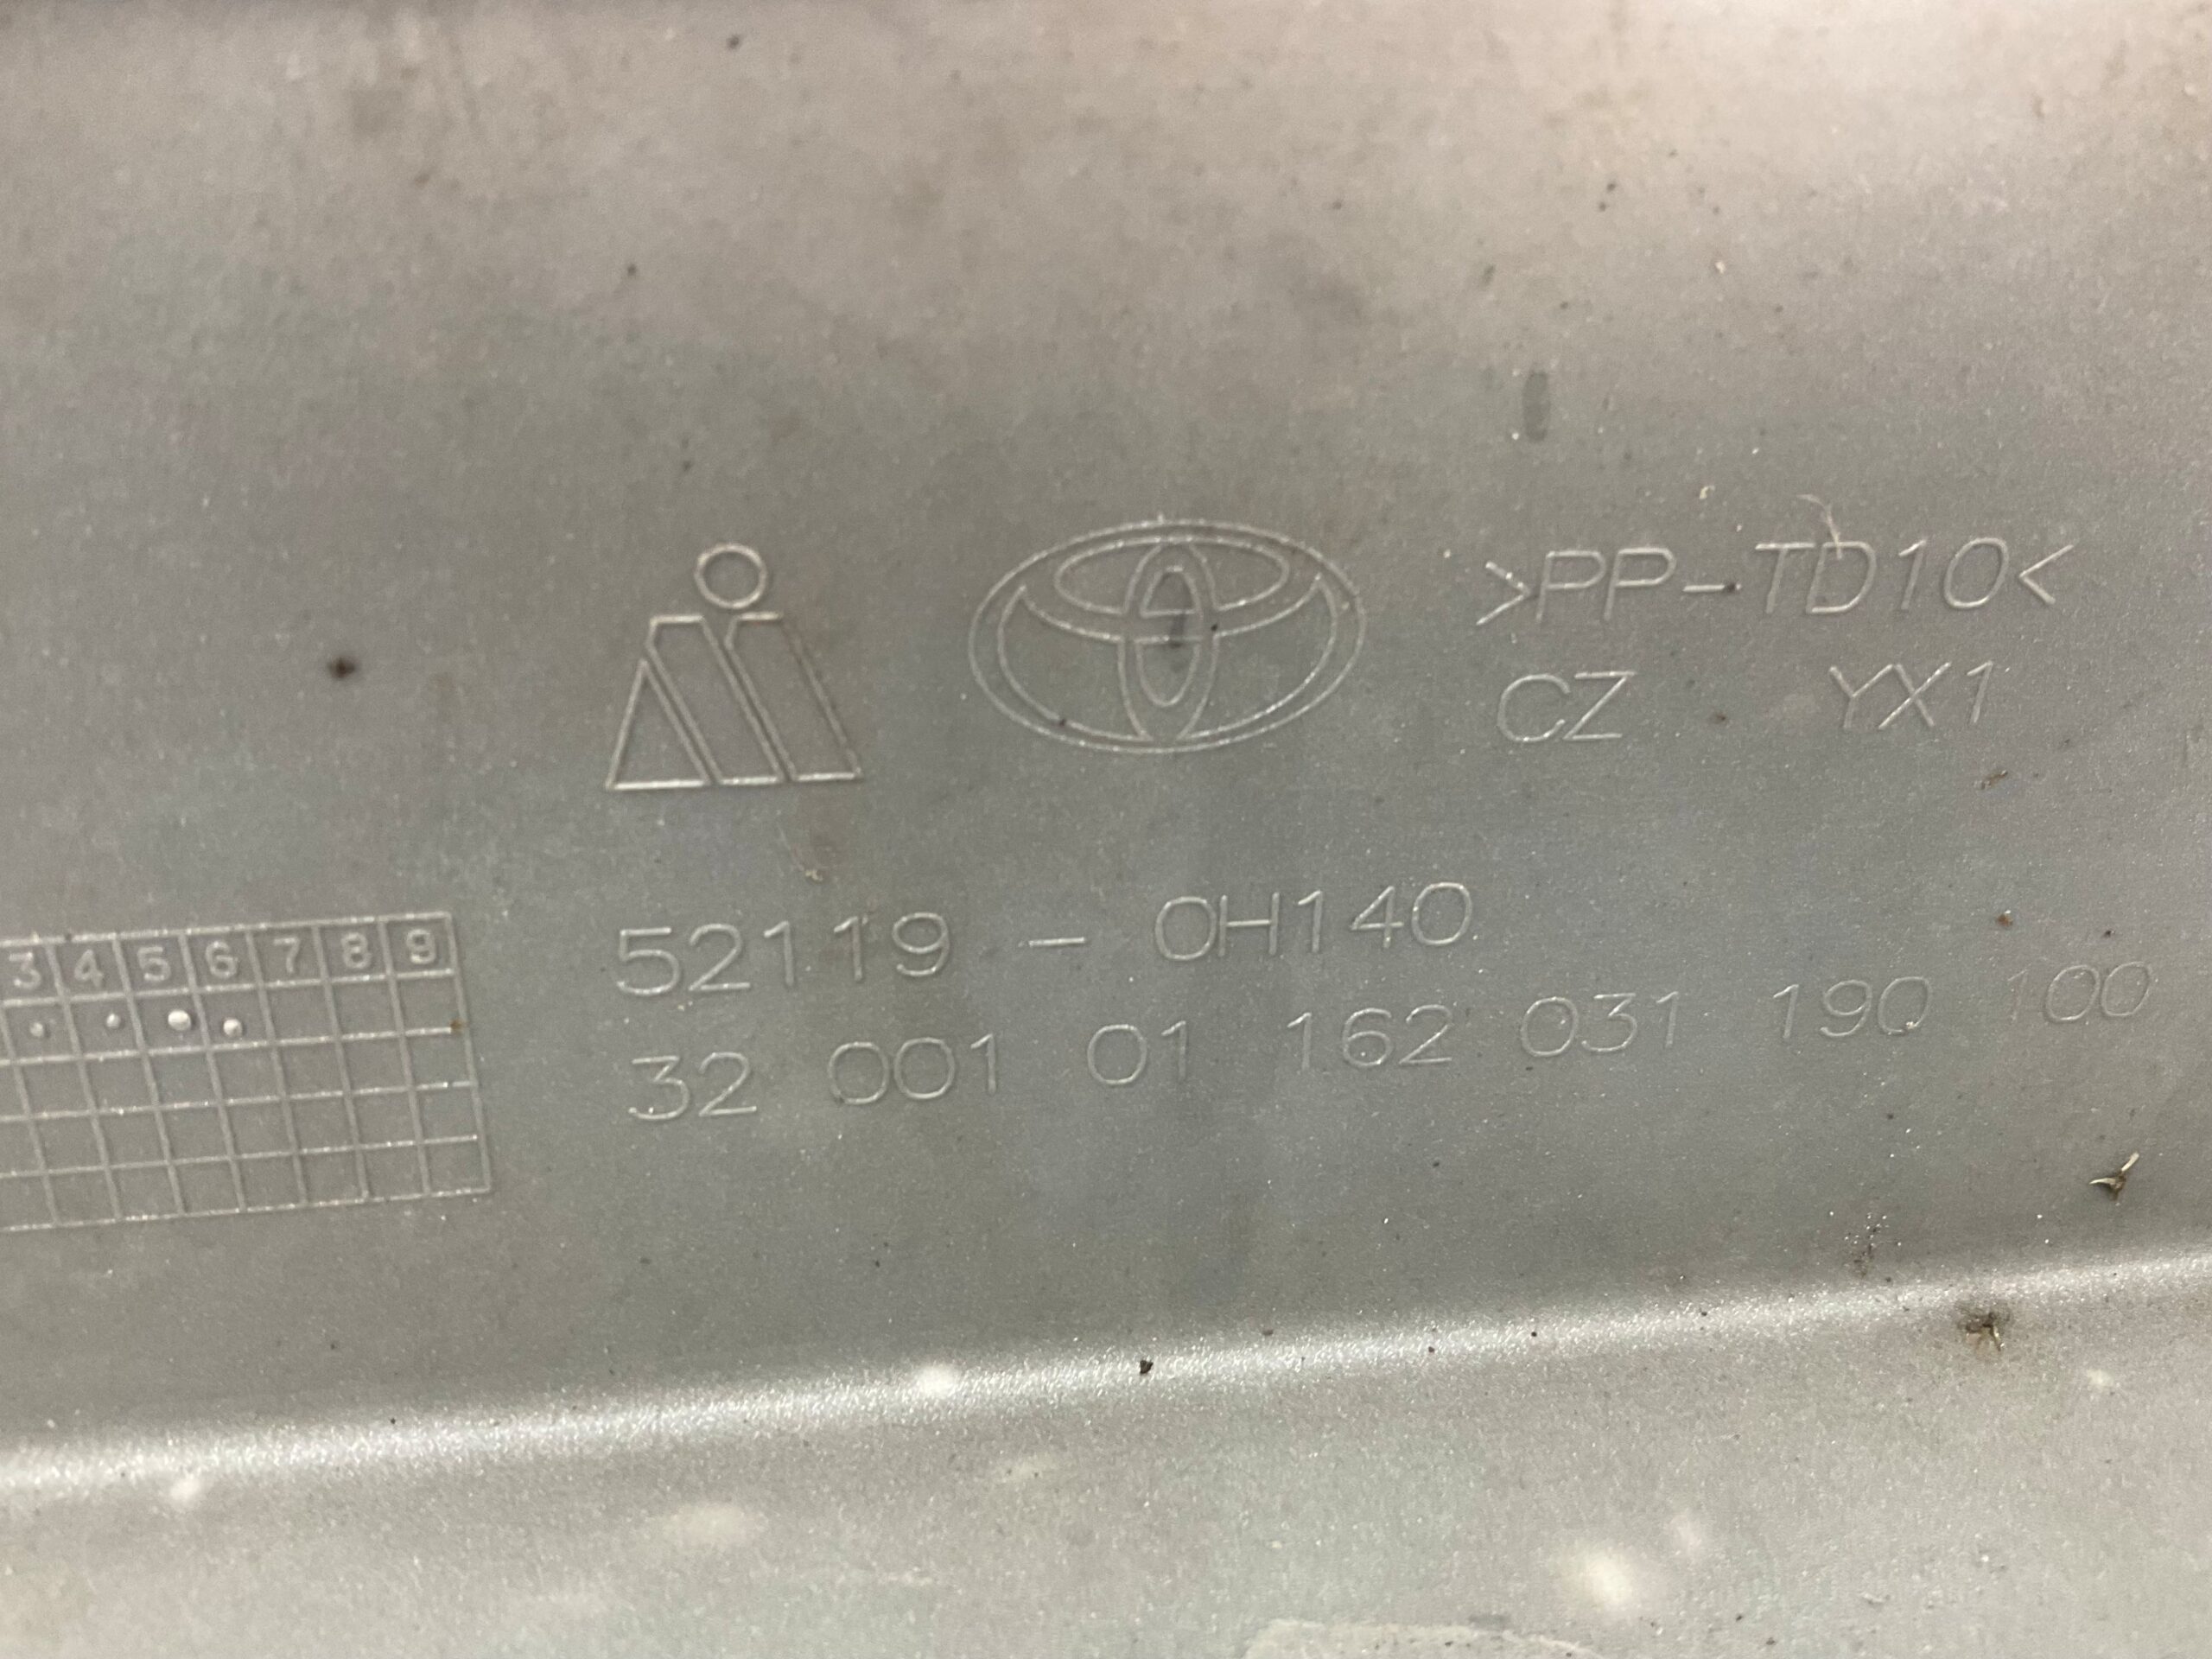 >PP-TD10<
CZ YX1
3 4 5 6 7 8 9
52119 - 0H140
32 001 01 162 031 190 100